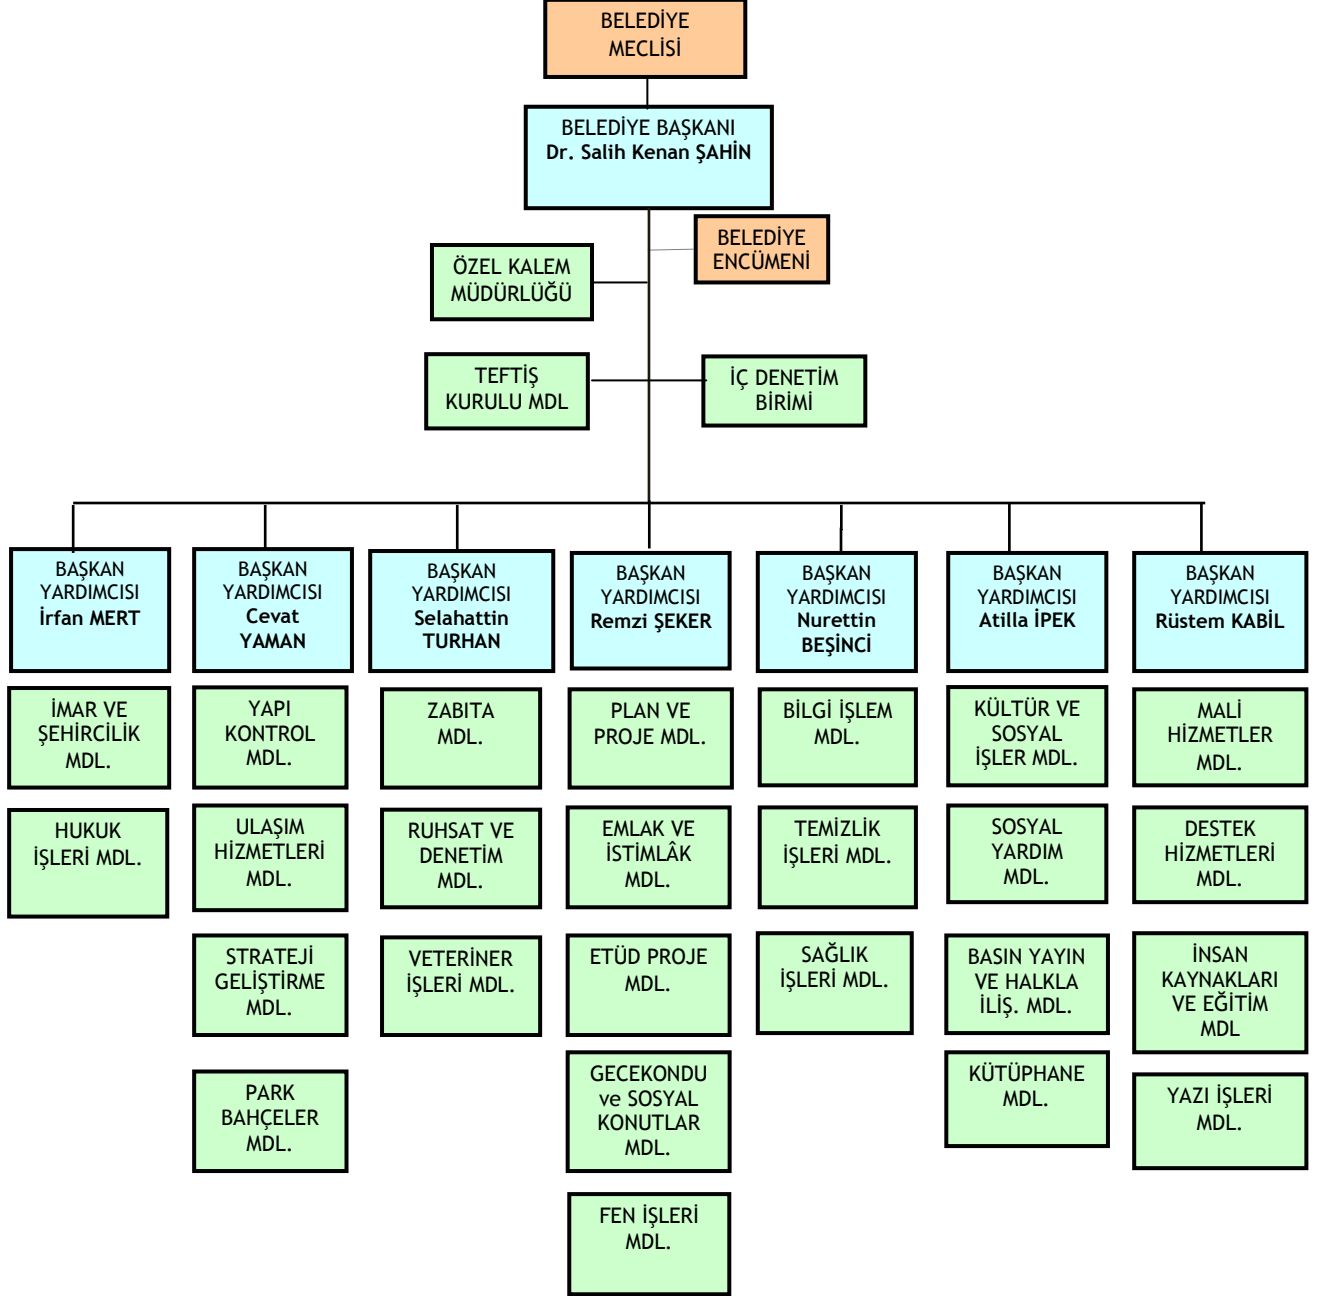 BELEDİYE
MECLİSİ
BELEDİYE BAŞKANI
Dr. Salih Kenan ŞAHİN
BELEDİYE
ENCÜMENİ
ÖZEL KALEM
MÜDÜRLÜĞÜ
TEFTİŞ
KURULU MDL
İÇ DENETİM
BİRİMİ
BAŞKAN
YARDIMCISI
İrfan MERT
BAŞKAN
YARDIMCISI
Cevat
YAMAN
BAŞKAN
YARDIMCISI
Selahattin
TURHAN
BAŞKAN
YARDIMCISI
Remzi ŞEKER
BAŞKAN
YARDIMCISI
Nurettin
BEŞİNCİ
BAŞKAN
YARDIMCISI
Atilla İPEK
BAŞKAN
YARDIMCISI
Rüstem KABİL
İMAR VE
ŞEHİRCİLİK
MDL.
YAPI
KONTROL
MDL.
ZABITA
MDL.
PLAN VE
PROJE MDL.
BİLGİ İŞLEM
MDL.
KÜLTÜR VE
SOSYAL
İŞLER MDL.
MALİ
HİZMETLER
MDL.
HUKUK
İŞLERİ MDL.
ULAŞIM
HİZMETLERİ
MDL.
RUHSAT VE
DENETİM
MDL.
EMLAK VE
İSTİMLÂK
MDL.
TEMİZLİK
İŞLERİ MDL.
SOSYAL
YARDIM
MDL.
DESTEK
HİZMETLERİ
MDL.
STRATEJİ
GELİŞTİRME
MDL.
VETERİNER
İŞLERİ MDL.
ETÜD PROJE
MDL.
SAĞLIK
İŞLERİ MDL.
BASIN YAYIN
VE HALKLA
İLİŞ. MDL.
İNSAN
KAYNAKLARI
VE EĞİTİM
MDL
PARK
BAHÇELER
MDL.
GECEKONDU
ve SOSYAL
KONUTLAR
MDL.
KÜTÜPHANE
MDL.
YAZI İŞLERİ
MDL.
FEN İŞLERİ
MDL.